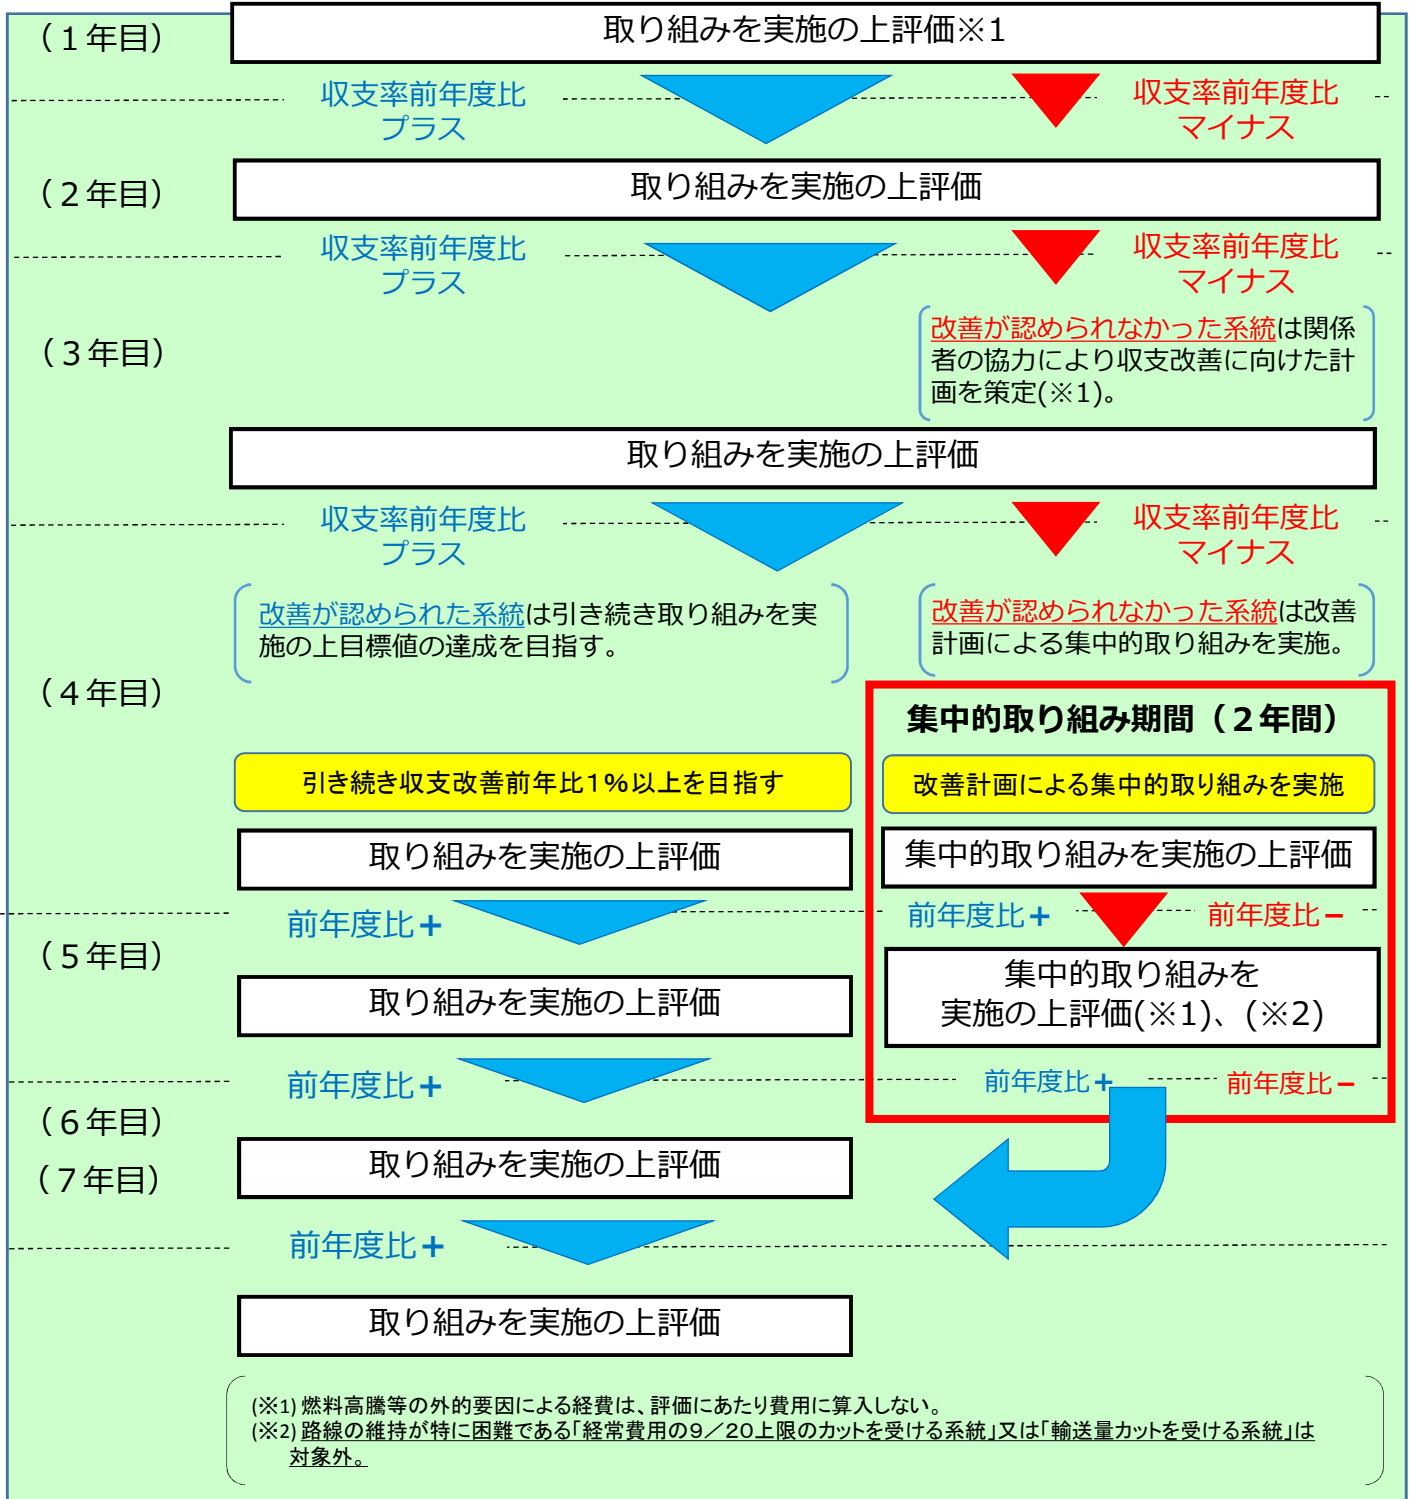 (１年目)
取り組みを実施の上評価※1
収支率前年度比
プラス
収支率前年度比
マイナス
(２年目)
取り組みを実施の上評価
収支率前年度比
プラス
収支率前年度比
マイナス
(３年目)
改善が認められなかった系統は関係
者の協力により収支改善に向けた計
画を策定(※1)。
取り組みを実施の上評価
収支率前年度比
プラス
収支率前年度比
マイナス
改善が認められた系統は引き続き取り組みを実
施の上目標値の達成を目指す。
改善が認められなかった系統は改善
計画による集中的取り組みを実施。
(４年目)
集中的取り組み期間（２年間）
引き続き収支改善前年比１％以上を目指す
改善計画による集中的取り組みを実施
取り組みを実施の上評価
集中的取り組みを実施の上評価
前年度比＋
前年度比＋
前年度比－
(５年目)
取り組みを実施の上評価
集中的取り組みを
実施の上評価(※1)、(※2)
前年度比＋
前年度比＋
前年度比－
(６年目)
取り組みを実施の上評価
(７年目)
前年度比＋
取り組みを実施の上評価
(※1) 燃料高騰等の外的要因による経費は、評価にあたり費用に算入しない。
(※2) 路線の維持が特に困難である「経常費用の９／２０上限のカットを受ける系統」又は「輸送量カットを受ける系統」は
対象外。